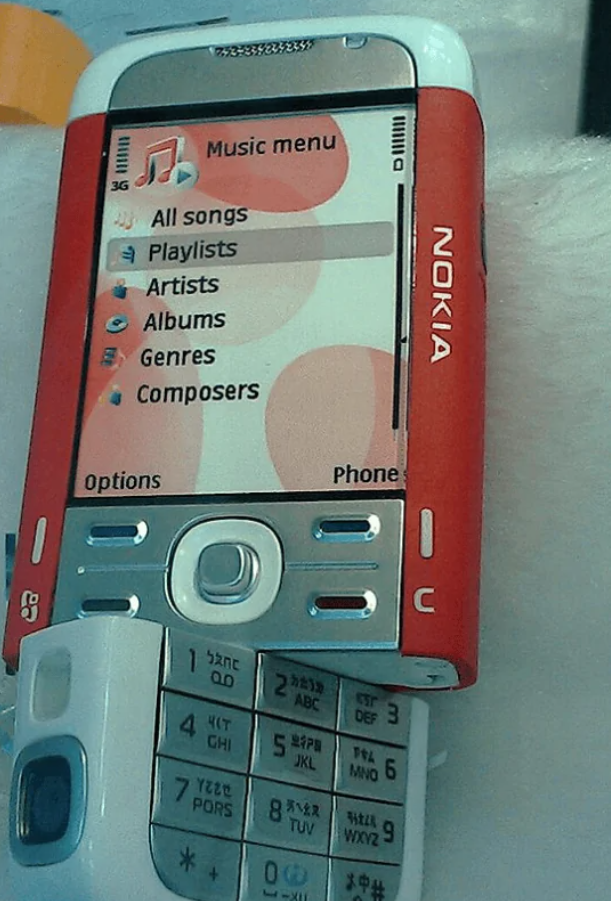 3G
Music menu
All songs
Playlists
Artists
Albums
Genres
Composers
Options
Phone
NOKIA
C
1
2 ABC
DEF 3
4 GHI
5 JKL
MNO 6
7 PQRS
8 TUV
WXYZ 9
* +
0
中 #